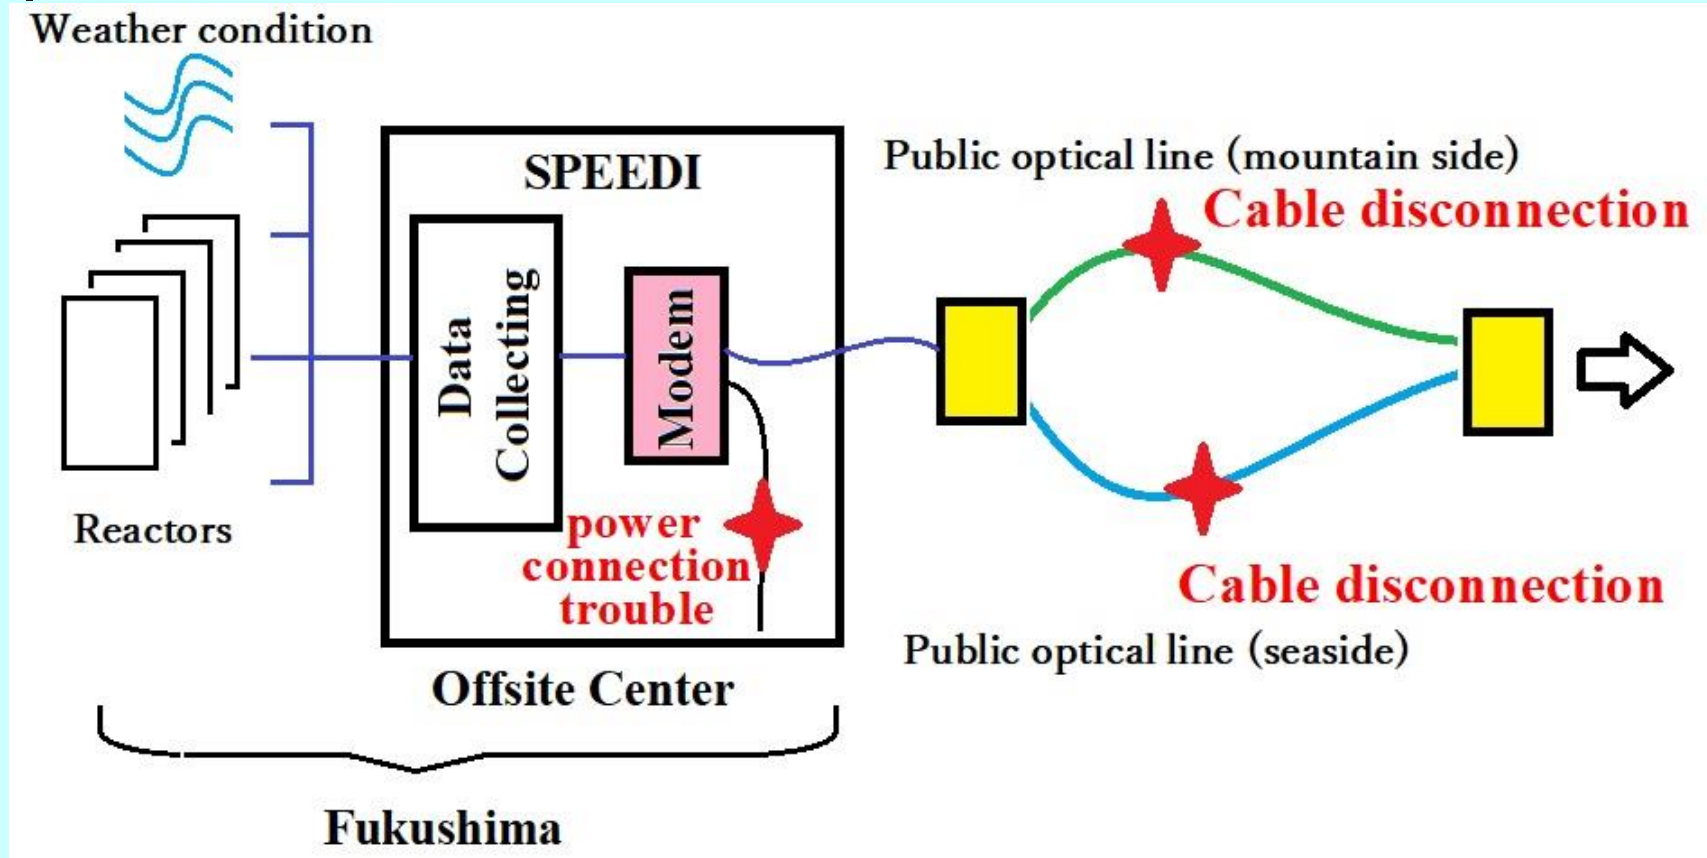 Weather condition
Reactors
SPEEDI
Data
Collecting
Modem
power
connection
trouble
Offsite Center
Fukushima
Public optical line (mountain side)
Cable disconnection
Cable disconnection
Public optical line (seaside)